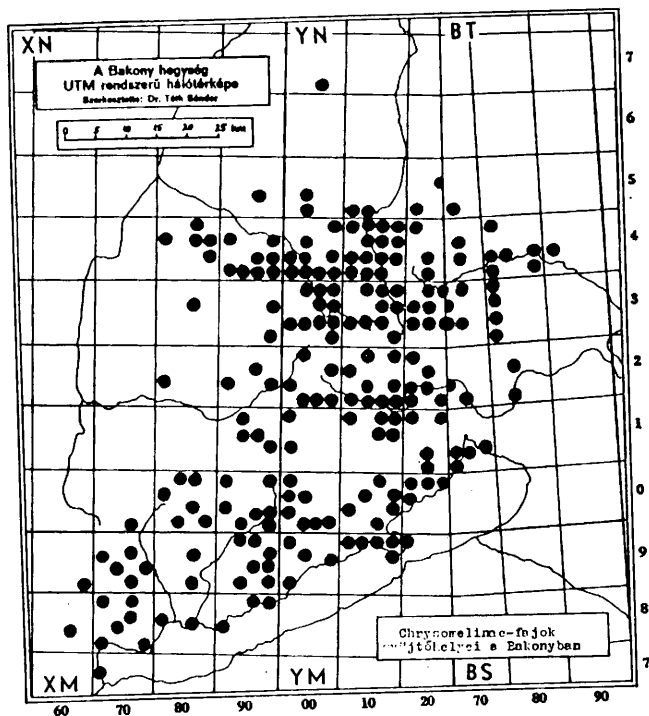 XN YN BT
A Bakony hegység
UTM rendszerű hálótérképe
Szerkesztette: Dr. Tóth Sándor
0 5 10 15 20 25 km
7
6
5
4
3
2
1
0
9
8
7
Chrysomelinae-fajok
a Bakonyban
XM YM BS
60 70 80 90 00 10 20 70 80 90